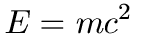 E = mc²